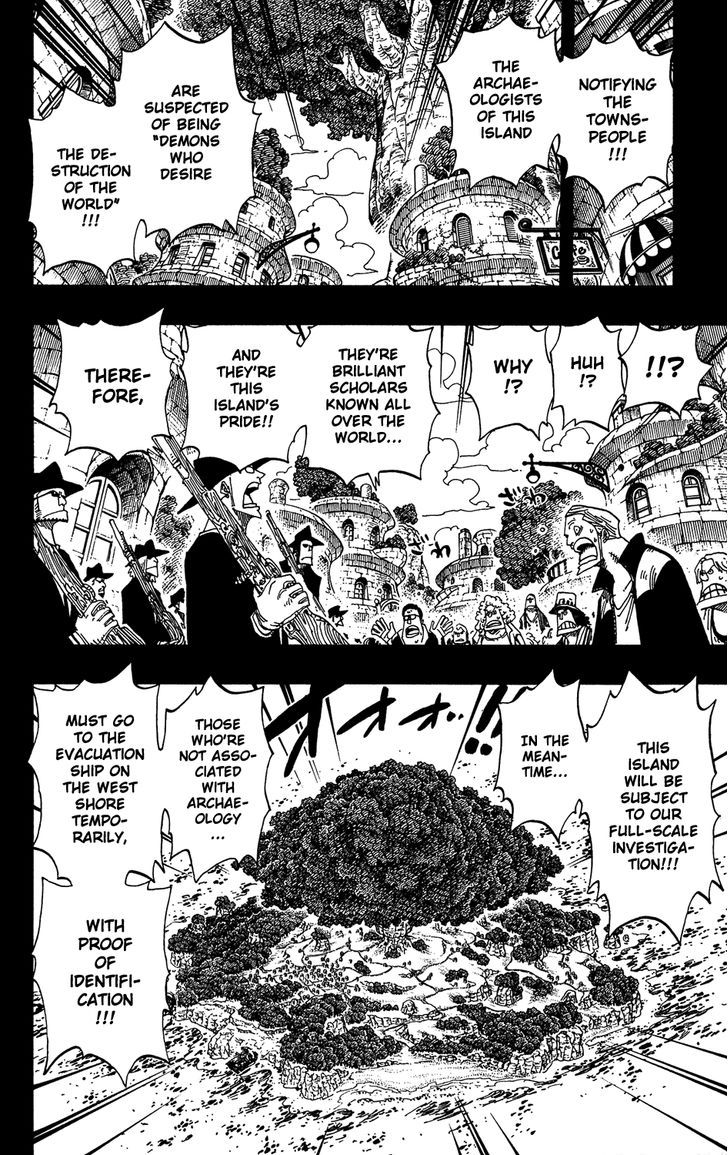 NOTIFYING
THE
TOWNS-
PEOPLE
!!!
THE
ARCHAE-
OLOGISTS
OF THIS
ISLAND
ARE
SUSPECTED
OF BEING
"DEMONS
WHO
DESIRE
THE DE-
STRUCTION
OF THE
WORLD"
!!!
!!?
HUH
!?
WHY
!?
THEY'RE
BRILLIANT
SCHOLARS
KNOWN ALL
OVER THE
WORLD...
AND
THEY'RE
THIS
ISLAND'S
PRIDE!!
THERE-
FORE,
THIS
ISLAND
WILL BE
SUBJECT
TO OUR
FULL-SCALE
INVESTIGA-
TION!!!
IN THE
MEAN-
TIME...
THOSE
WHO'RE
NOT ASSO-
CIATED
WITH
ARCHAE-
OLOGY
...
MUST GO
TO THE
EVACUATION
SHIP ON
THE WEST
SHORE
TEMPO-
RARILY,
WITH
PROOF
OF
IDENTIFI-
CATION
!!!